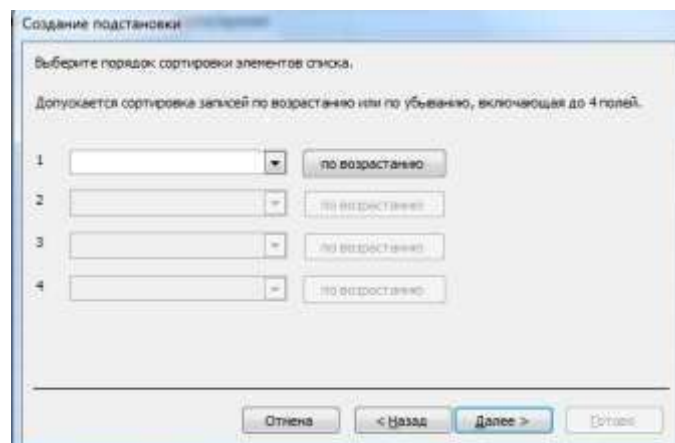 Создание подстановки
Выберите порядок сортировки элементов списка.
Допускается сортировка записей по возрастанию или по убыванию, включающая до 4 полей.
1 по возрастанию
2 по возрастанию
3 по возрастанию
4 по возрастанию
Отмена < Назад Далее > Готово